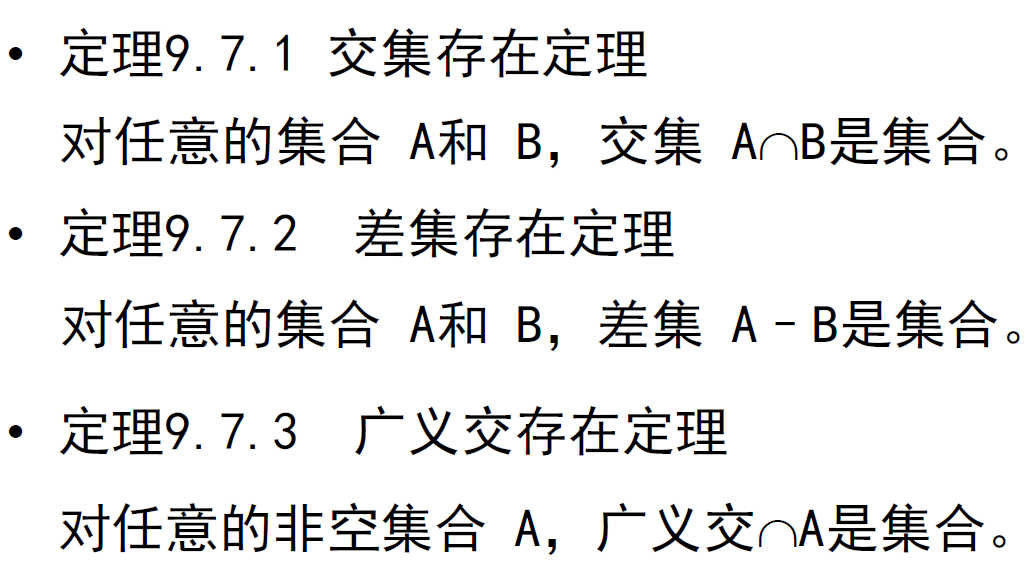 • 定理9.7.1 交集存在定理
对任意的集合 A和 B，交集 A∩B是集合。
• 定理9.7.2 差集存在定理
对任意的集合 A和 B，差集 A-B是集合。
• 定理9.7.3 广义交存在定理
对任意的非空集合 A，广义交∩A是集合。